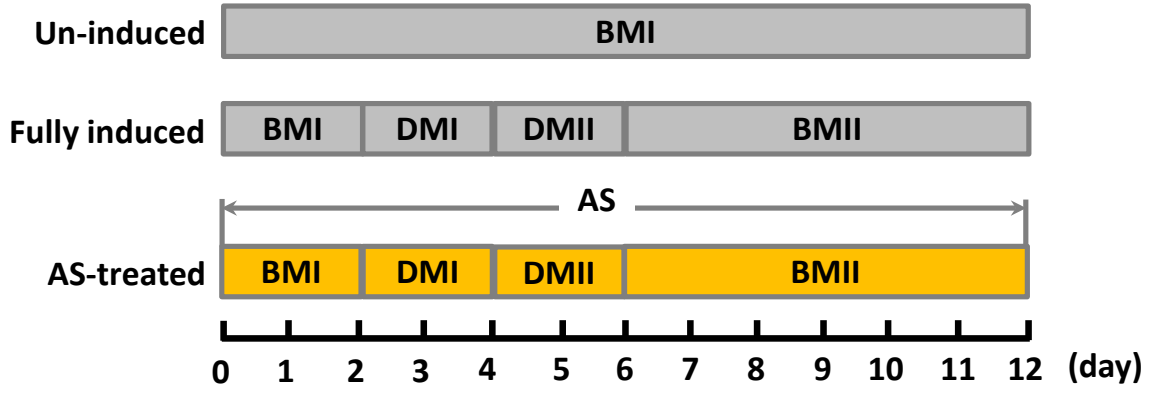 Un-induced BMI
Fully induced BMI DMI DMII BMII
AS
AS-treated BMI DMI DMII BMII
0 1 2 3 4 5 6 7 8 9 10 11 12 (day)